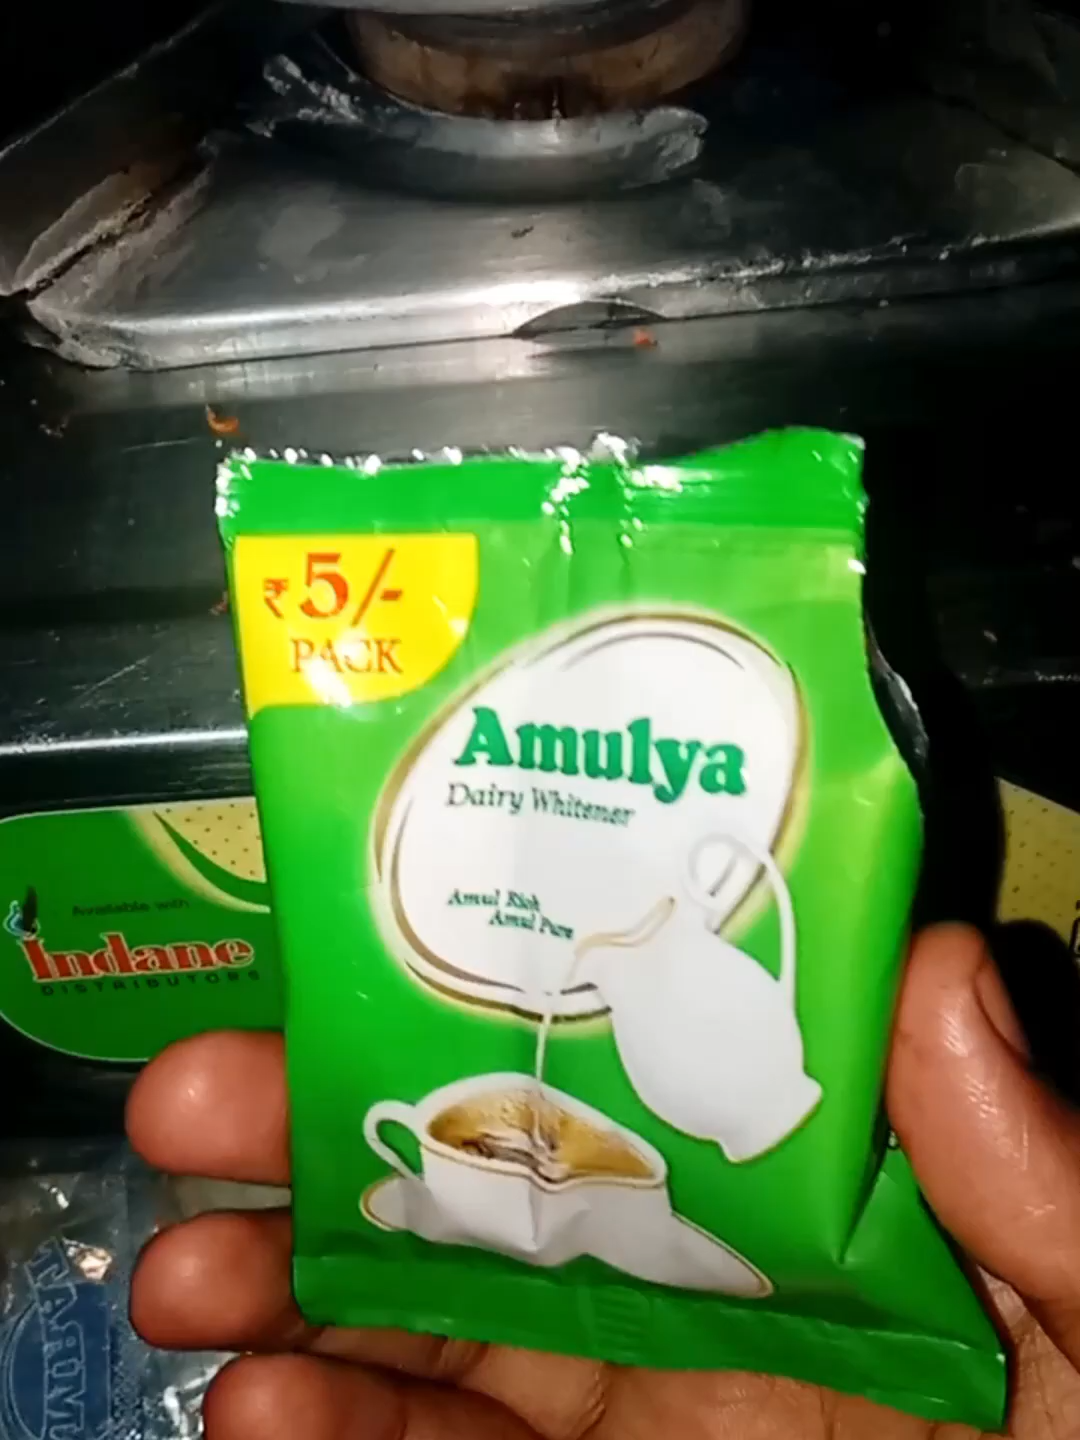 ₹5/-
PACK
Amulya
Dairy Whitener
Amul Rich
Amul Pure
Available with
Indane
DISTRIBUTORS